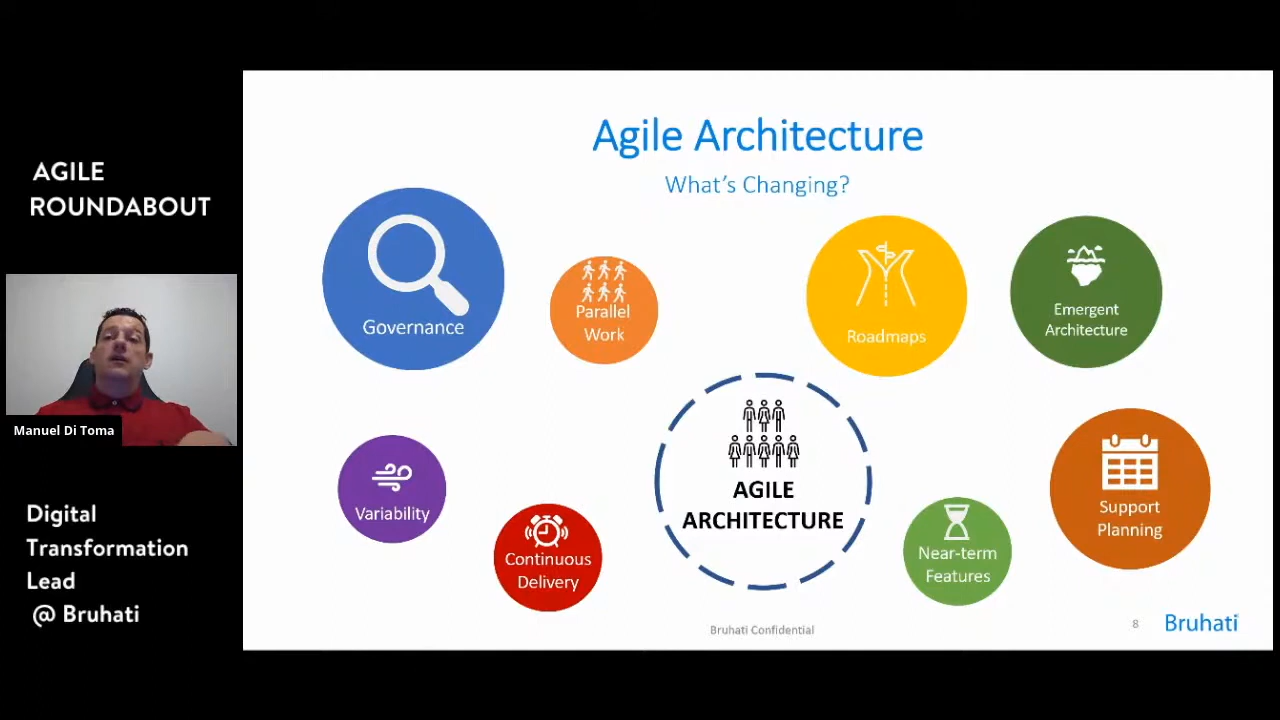 AGILE
ROUNDABOUT
Manuel Di Toma
Digital
Transformation
Lead
@ Bruhati
Agile Architecture
What's Changing?
Governance
Parallel
Work
Roadmaps
Emergent
Architecture
Variability
Continuous
Delivery
AGILE
ARCHITECTURE
Near-term
Features
Support
Planning
Bruhati Confidential
8
Bruhati